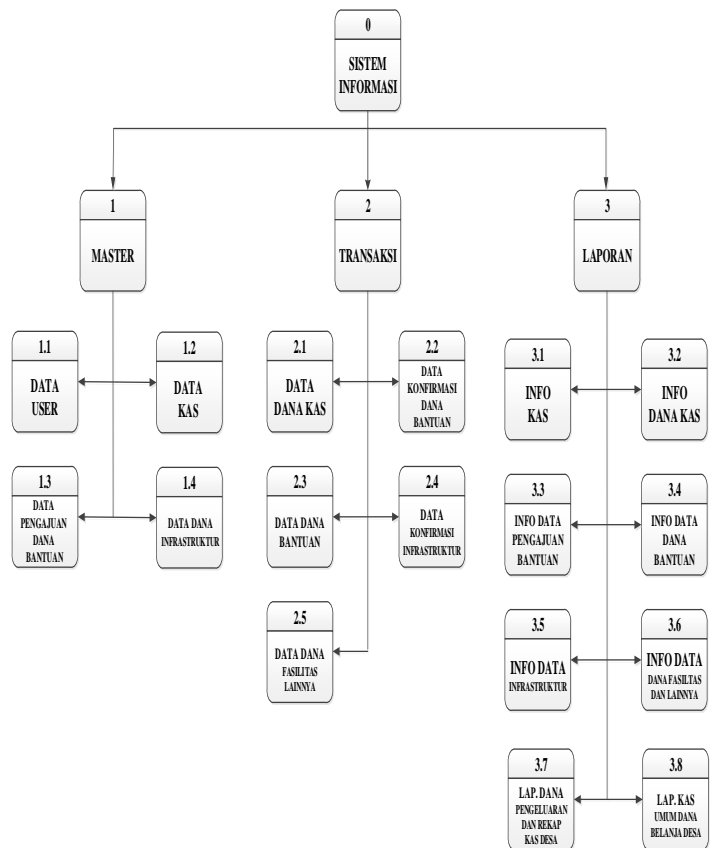 0
SISTEM
INFORMASI
1
MASTER
2
TRANSAKSI
3
LAPORAN
1.1
DATA
USER
1.2
DATA
KAS
1.3
DATA
PENGAJUAN
DANA
BANTUAN
1.4
DATA DANA
INFRASTRUKTUR
2.1
DATA
DANA KAS
2.2
DATA
KONFIRMASI
DANA
BANTUAN
2.3
DATA DANA
BANTUAN
2.4
DATA
KONFIRMASI
INFRASTRUKTUR
2.5
DATA DANA
FASILITAS
LAINNYA
3.1
INFO
KAS
3.2
INFO
DANA KAS
3.3
INFO DATA
PENGAJUAN
BANTUAN
3.4
INFO DATA
DANA
BANTUAN
3.5
INFO DATA
INFRASTRUKTUR
3.6
INFO DATA
DANA FASILTAS
DAN LAINNYA
3.7
LAP. DANA
PENGELUARAN
DAN REKAP
KAS DESA
3.8
LAP. KAS
UMUM DANA
BELANJA DESA